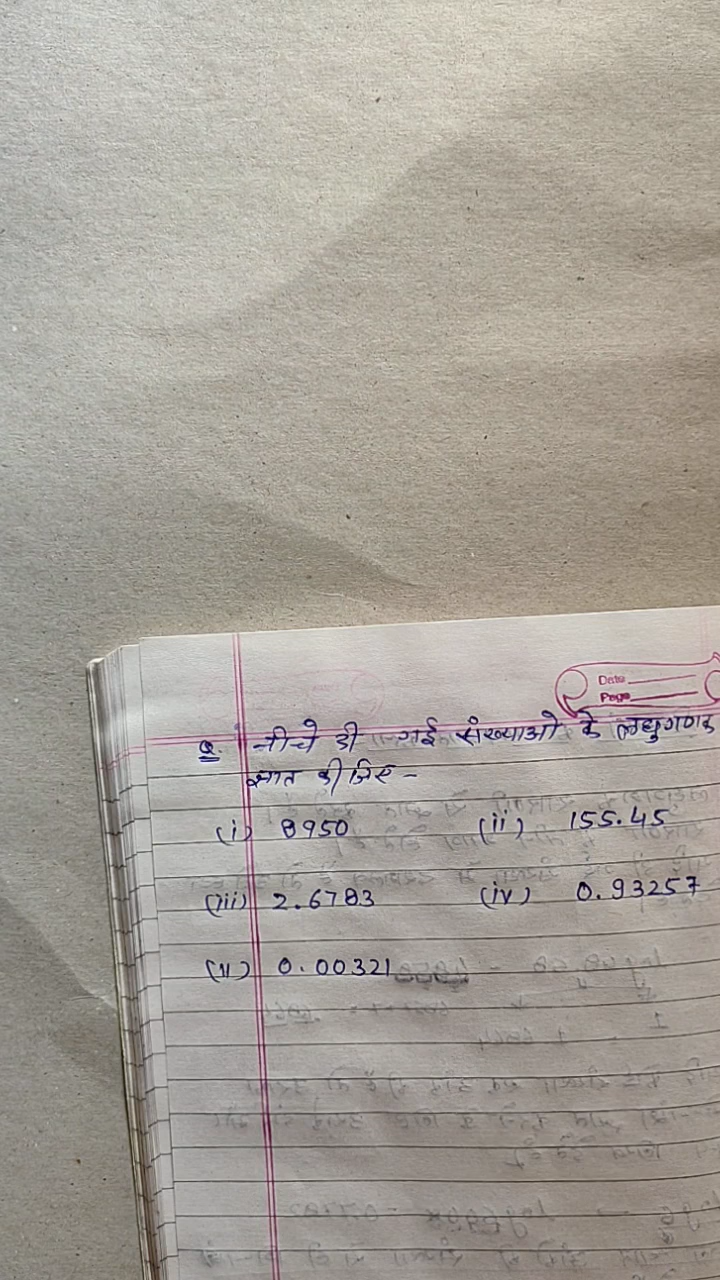 Date
Page
Q. नीचे दी गई संख्याओ के लघुगणक
ज्ञात कीजिए -
(i) 8950 (ii) 155.45
(iii) 2.6783 (iv) 0.93257
(v) 0.00321